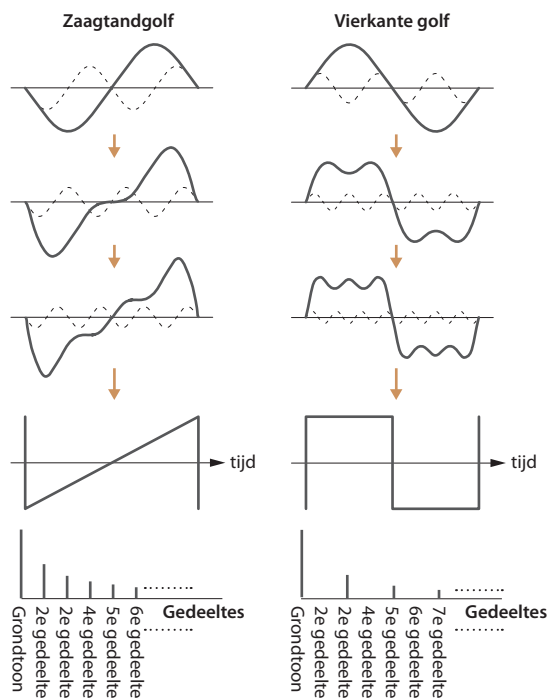 Zaagtandgolf
Vierkante golf
tijd
tijd
Grondtoon
2e gedeelte
2e gedeelte
4e gedeelte
5e gedeelte
6e gedeelte
Gedeeltes
Grondtoon
2e gedeelte
2e gedeelte
4e gedeelte
5e gedeelte
6e gedeelte
7e gedeelte
Gedeeltes